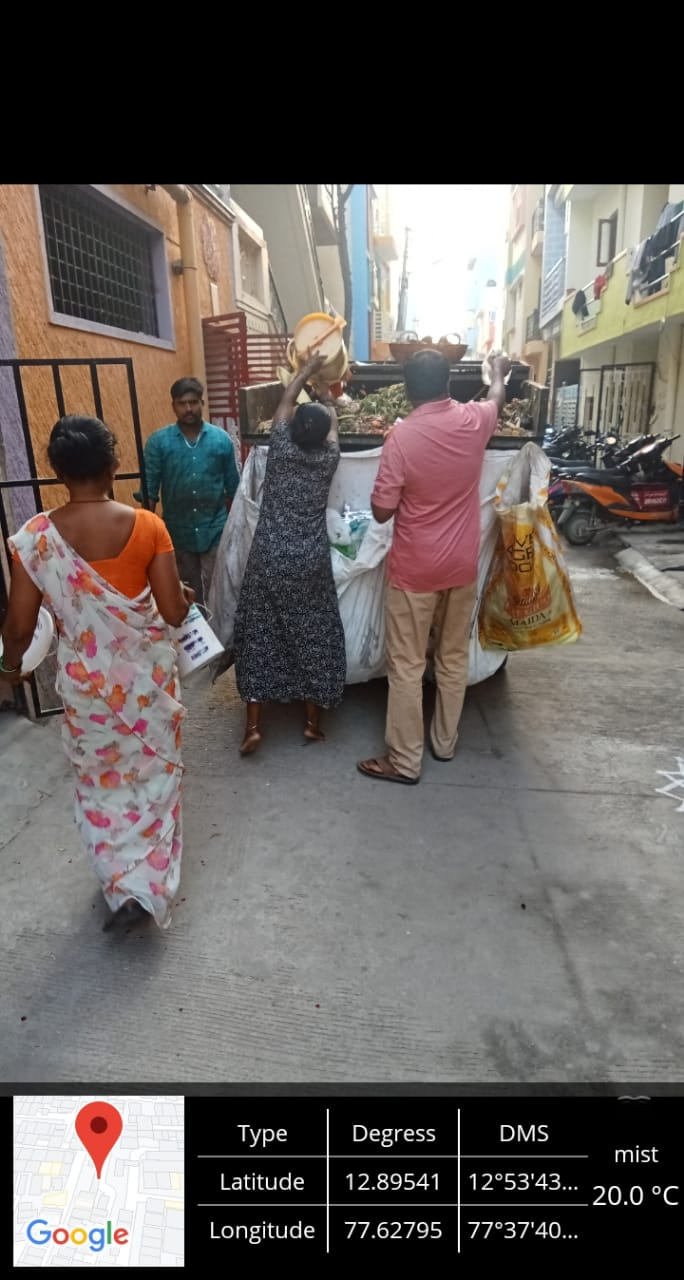 MAIDA
Type Degress DMS
Latitude 12.89541 12°53'43...
Longitude 77.62795 77°37'40...
mist
20.0 °C
Google